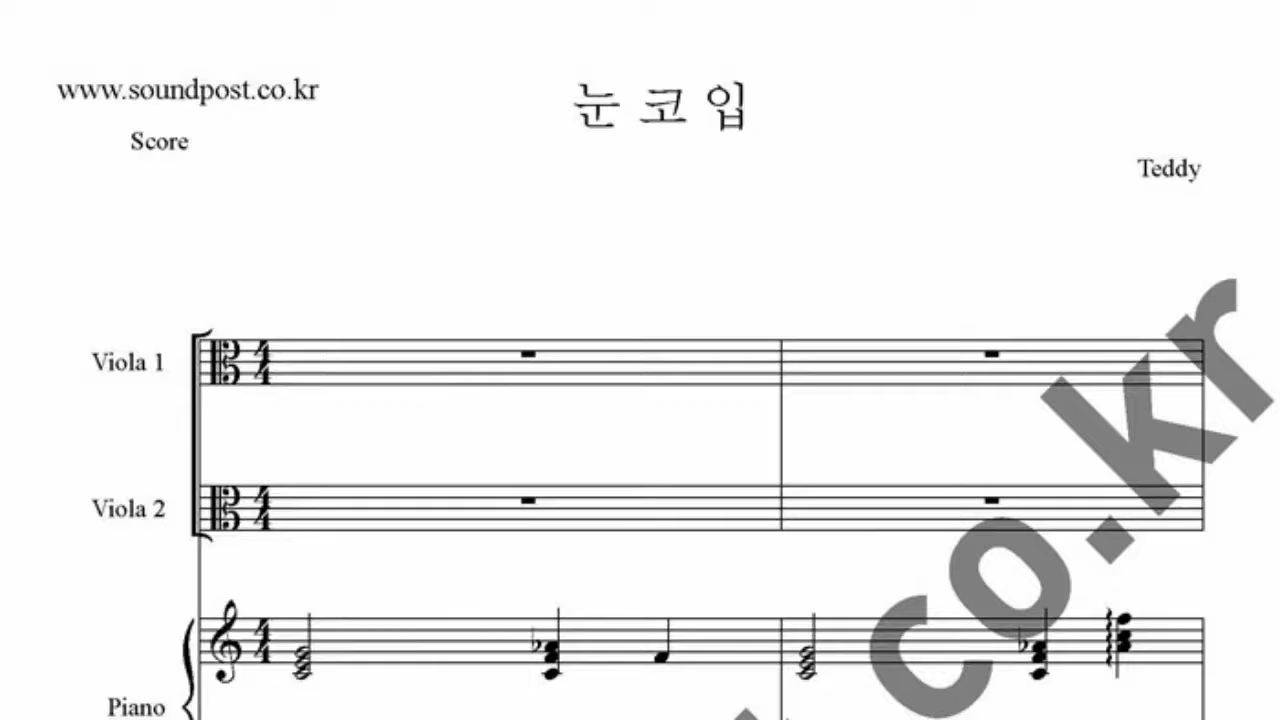 www.soundpost.co.kr
눈 코 입
Score
Teddy
Viola 1
Viola 2
Piano
.co.kr